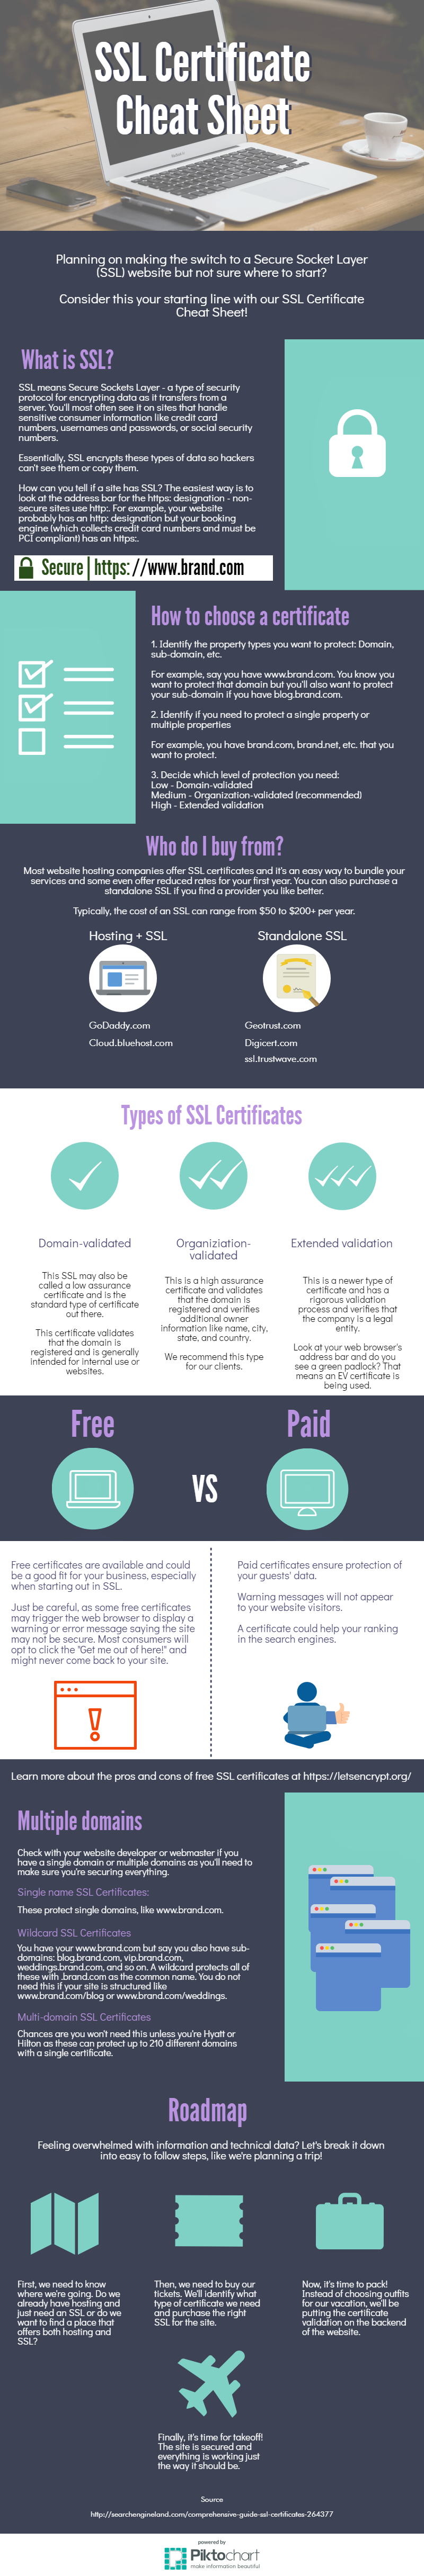 SSL Certificate
Cheat Sheet
Planning on making the switch to a Secure Socket Layer
(SSL) website but not sure where to start?
Consider this your starting line with our SSL Certificate
Cheat Sheet!
What is SSL?
SSL means Secure Sockets Layer - a type of security
protocol for encrypting data as it transfers from a
server. You'll most often see it on sites that handle
sensitive consumer information like credit card
numbers, usernames and passwords, or social security
numbers.
Essentially, SSL encrypts these types of data so hackers
can't see them or copy them.
How can you tell if a site has SSL? The easiest way is to
look at the address bar for the https: designation - non-
secure sites use http:. For example, your website
probably has an http: designation but your booking
engine (which collects credit card numbers and must be
PCI compliant) has an https:.
Secure | https: //www.brand.com
How to choose a certificate
1. Identify the property types you want to protect: Domain,
sub-domain, etc.
For example, say you have www.brand.com. You know you
want to protect that domain but you'll also want to protect
your sub-domain if you have blog.brand.com.
2. Identify if you need to protect a single property or
multiple properties
For example, you have brand.com, brand.net, etc. that you
want to protect.
3. Decide which level of protection you need:
Low - Domain-validated
Medium - Organization-validated (recommended)
High - Extended validation
Who do I buy from?
Most website hosting companies offer SSL certificates and it's an easy way to bundle your
services and some even offer reduced rates for your first year. You can also purchase a
standalone SSL if you find a provider you like better.
Typically, the cost of an SSL can range from $50 to $200+ per year.
Hosting + SSL
GoDaddy.com
Cloud.bluehost.com
Standalone SSL
Geotrust.com
Digicert.com
ssl.trustwave.com
Types of SSL Certificates
Domain-validated
This SSL may also be
called a low assurance
certificate and is the
standard type of certificate
out there.
This certificate validates
that the domain is
registered and is generally
intended for internal use or
websites.
Organiziation-
validated
This is a high assurance
certificate and validates
that the domain is
registered and verifies
additional owner
information like name, city,
state, and country.
We recommend this type
for our clients.
Extended validation
This is a newer type of
certificate and has a
rigorous validation
process and verifies that
the company is a legal
entity.
Look at your web browser's
address bar and do you
see a green padlock? That
means an EV certificate is
being used.
Free
VS
Paid
Free certificates are available and could
be a good fit for your business, especially
when starting out in SSL.
Just be careful, as some free certificates
may trigger the web browser to display a
warning or error message saying the site
may not be secure. Most consumers will
opt to click the "Get me out of here!" and
might never come back to your site.
Paid certificates ensure protection of
your guests' data.
Warning messages will not appear
to your website visitors.
A certificate could help your ranking
in the search engines.
Learn more about the pros and cons of free SSL certificates at https://letsencrypt.org/
Multiple domains
Check with your website developer or webmaster if you
have a single domain or multiple domains as you'll need to
make sure you're securing everything.
Single name SSL Certificates:
These protect single domains, like www.brand.com.
Wildcard SSL Certificates
You have your www.brand.com but say you also have sub-
domains: blog.brand.com, vip.brand.com,
weddings.brand.com, and so on. A wildcard protects all of
these with .brand.com as the common name. You do not
need this if your site is structured like
www.brand.com/blog or www.brand.com/weddings.
Multi-domain SSL Certificates
Chances are you won't need this unless you're Hyatt or
Hilton as these can protect up to 210 different domains
with a single certificate.
Roadmap
Feeling overwhelmed with information and technical data? Let's break it down
into easy to follow steps, like we're planning a trip!
First, we need to know
where we're going. Do we
already have hosting and
just need an SSL or do we
want to find a place that
offers both hosting and
SSL?
Then, we need to buy our
tickets. We'll identify what
type of certificate we need
and purchase the right
SSL for the site.
Now, it's time to pack!
Instead of choosing outfits
for our vacation, we'll be
putting the certificate
validation on the backend
of the website.
Finally, it's time for takeoff!
The site is secured and
everything is working just
the way it should be.
Source
http://searchengineland.com/comprehensive-guide-ssl-certificates-264377
powered by
Piktochart
make information beautiful